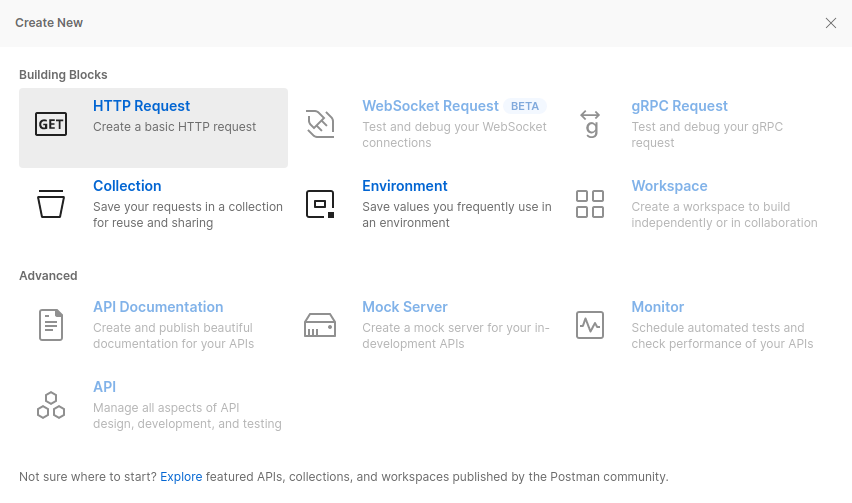 Create New
Building Blocks
GET
HTTP Request
Create a basic HTTP request
WebSocket Request BETA
Test and debug your WebSocket
connections
g
gRPC Request
Test and debug your gRPC
request
Collection
Save your requests in a collection
for reuse and sharing
Environment
Save values you frequently use in
an environment
Workspace
Create a workspace to build
independently or in collaboration
Advanced
API Documentation
Create and publish beautiful
documentation for your APIs
Mock Server
Create a mock server for your in-
development APIs
Monitor
Schedule automated tests and
check performance of your APIs
API
Manage all aspects of API
design, development, and testing
Not sure where to start? Explore featured APIs, collections, and workspaces published by the Postman community.